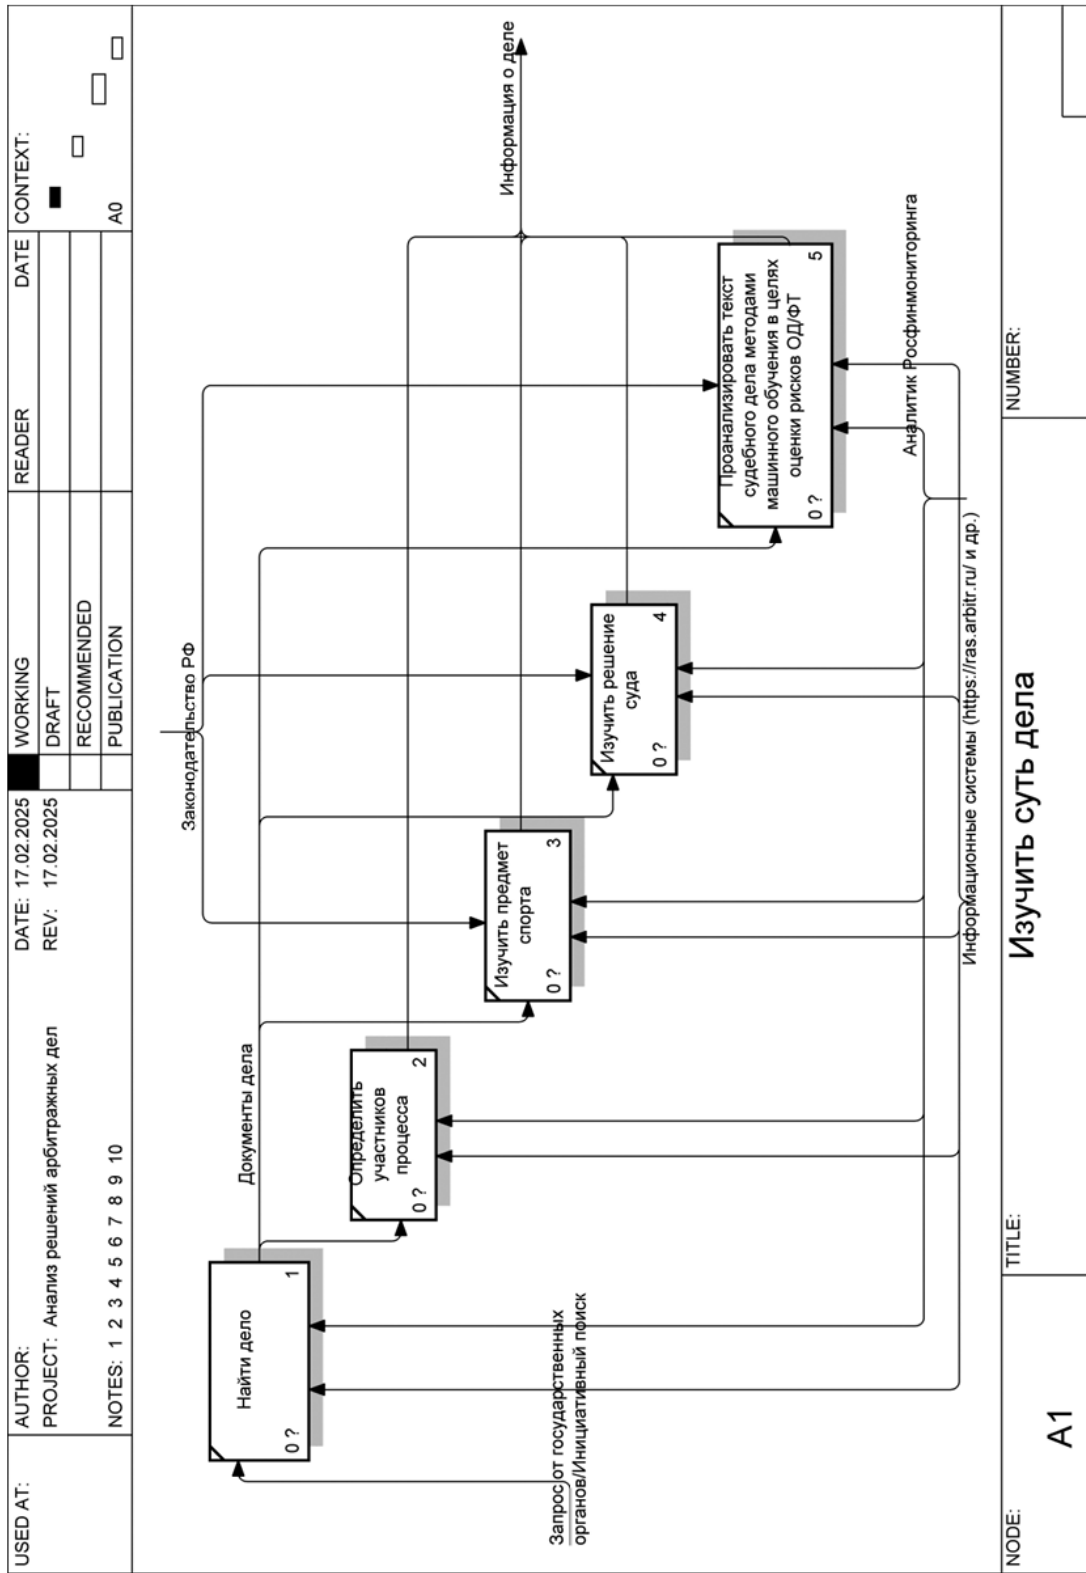 USED AT:
AUTHOR:
DATE: 17.02.2025
WORKING
READER
DATE
CONTEXT:
PROJECT: Анализ решений арбитражных дел
REV: 17.02.2025
DRAFT
RECOMMENDED
NOTES: 1 2 3 4 5 6 7 8 9 10
PUBLICATION
A0
Законодательство РФ
Документы дела
Информация о деле
Найти дело
0 ?
1
Определить
участников
процесса
0 ?
2
Изучить предмет
спорта
0 ?
3
Изучить решение
суда
0 ?
4
Проанализировать текст
судебного дела методами
машинного обучения в целях
оценки рисков ОД/ФТ
0 ?
5
Запрос от государственных
органов/Инициативный поиск
Аналитик Росфинмониторинга
Информационные системы (https://ras.arbitr.ru/ и др.)
NODE:
TITLE:
NUMBER:
A1
Изучить суть дела